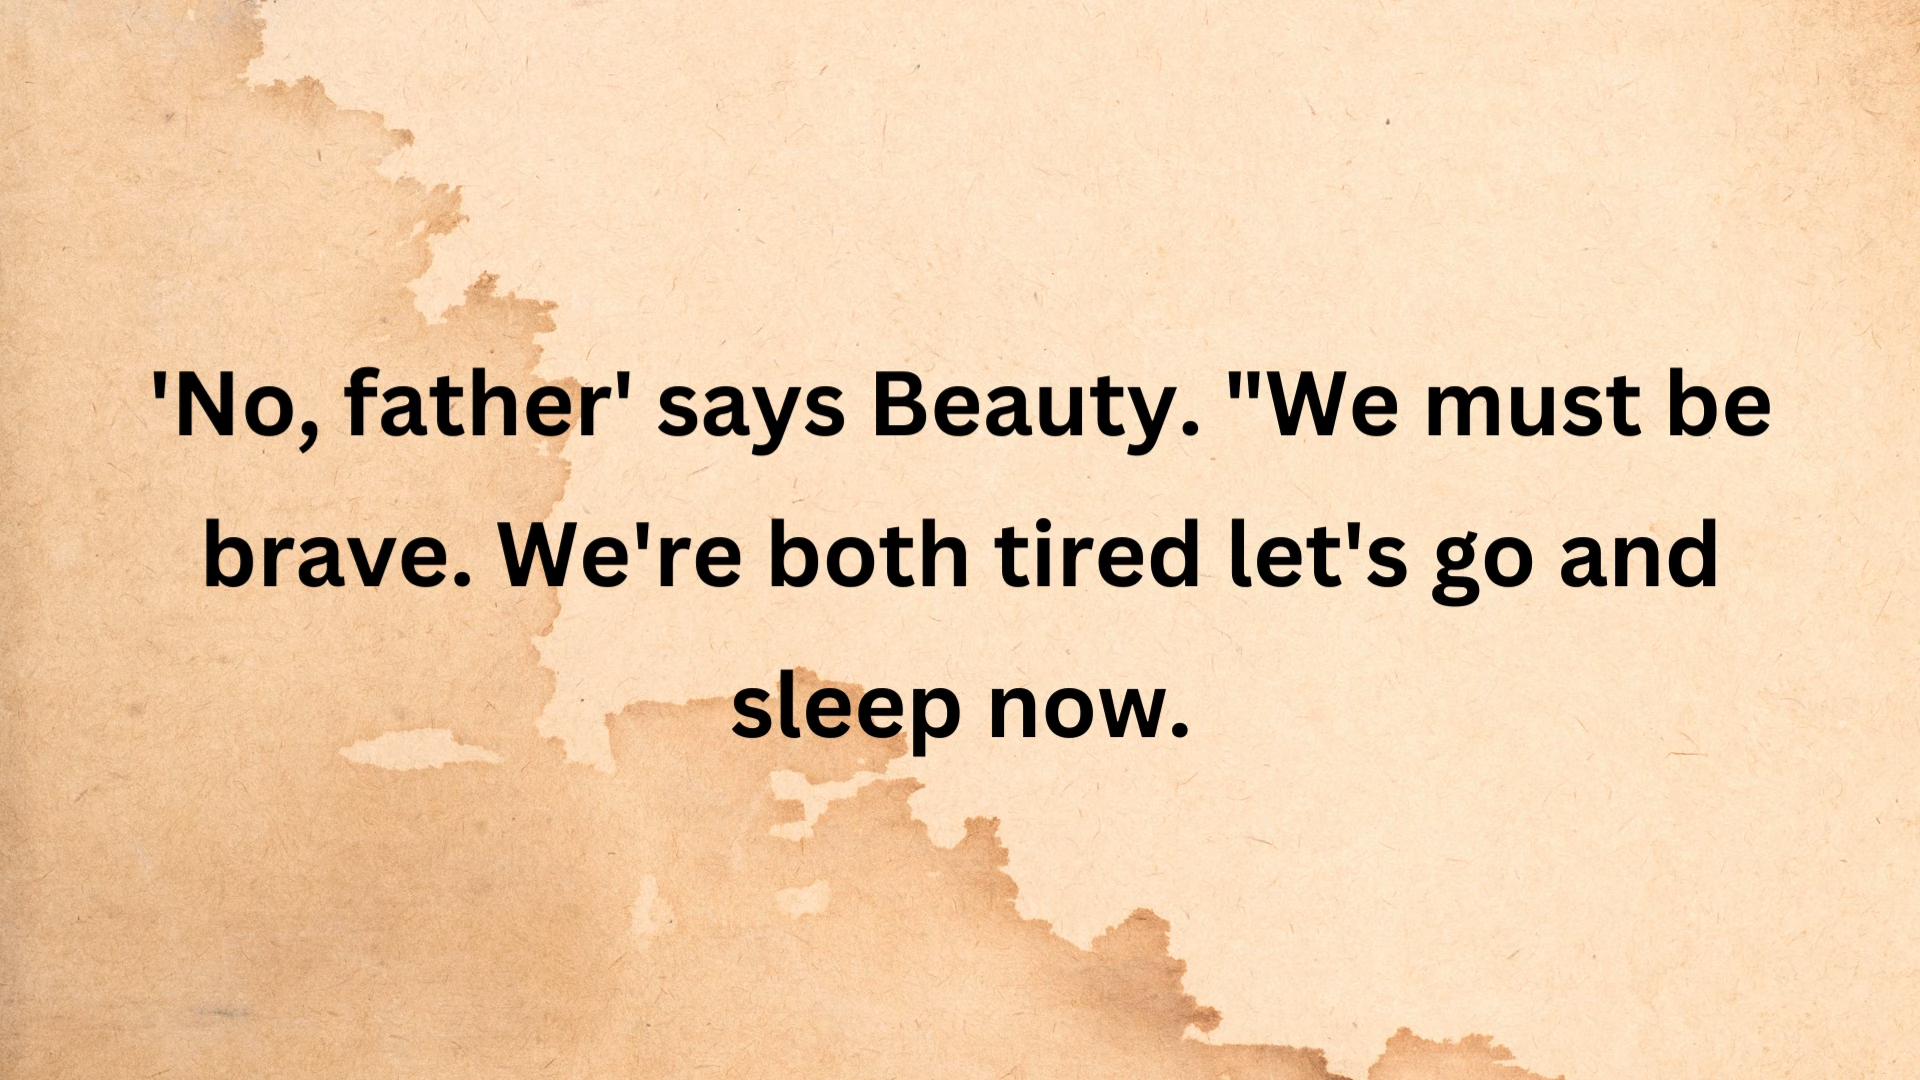 'No, father' says Beauty. "We must be
brave. We're both tired let's go and
sleep now.